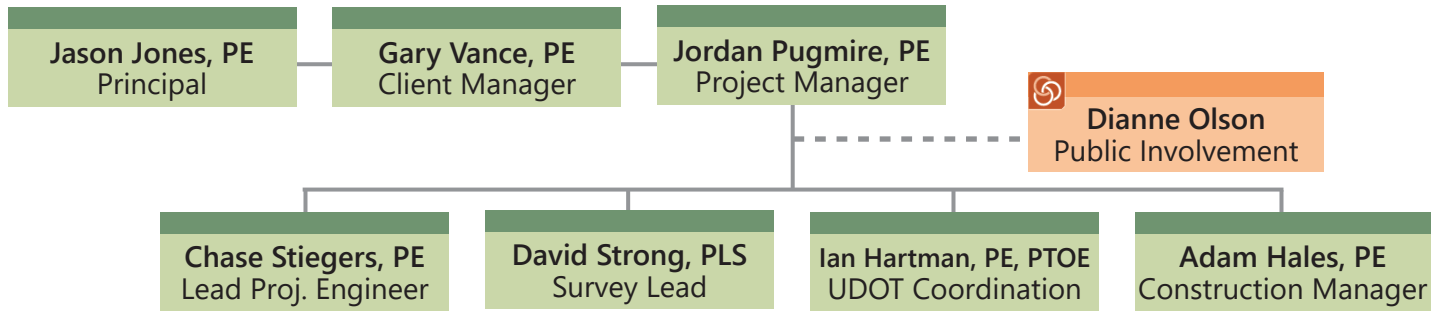 Jason Jones, PE
Principal
Gary Vance, PE
Client Manager
Jordan Pugmire, PE
Project Manager
Dianne Olson
Public Involvement
Chase Stiegers, PE
Lead Proj. Engineer
David Strong, PLS
Survey Lead
Ian Hartman, PE, PTOE
UDOT Coordination
Adam Hales, PE
Construction Manager